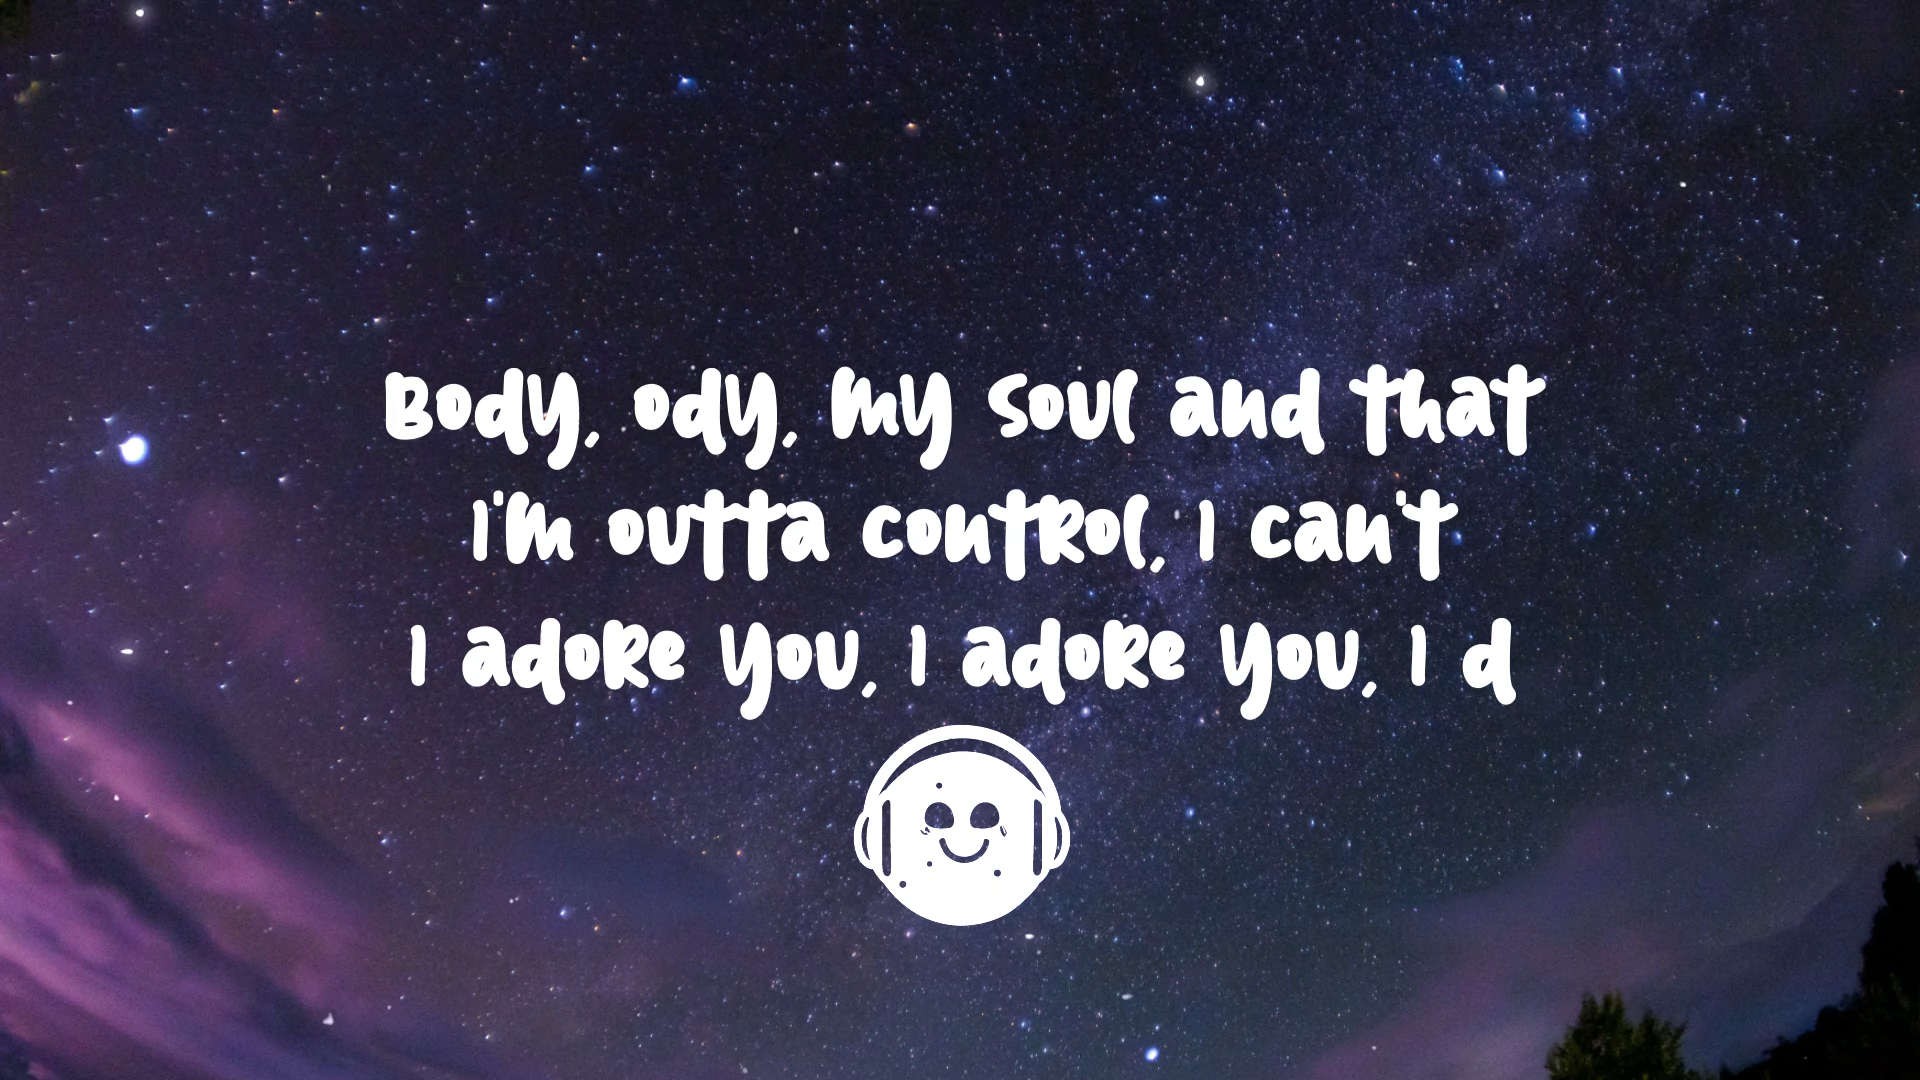 Body, ody, my soul and that
I'm outta control, I can't
I adore you, I adore you, I d